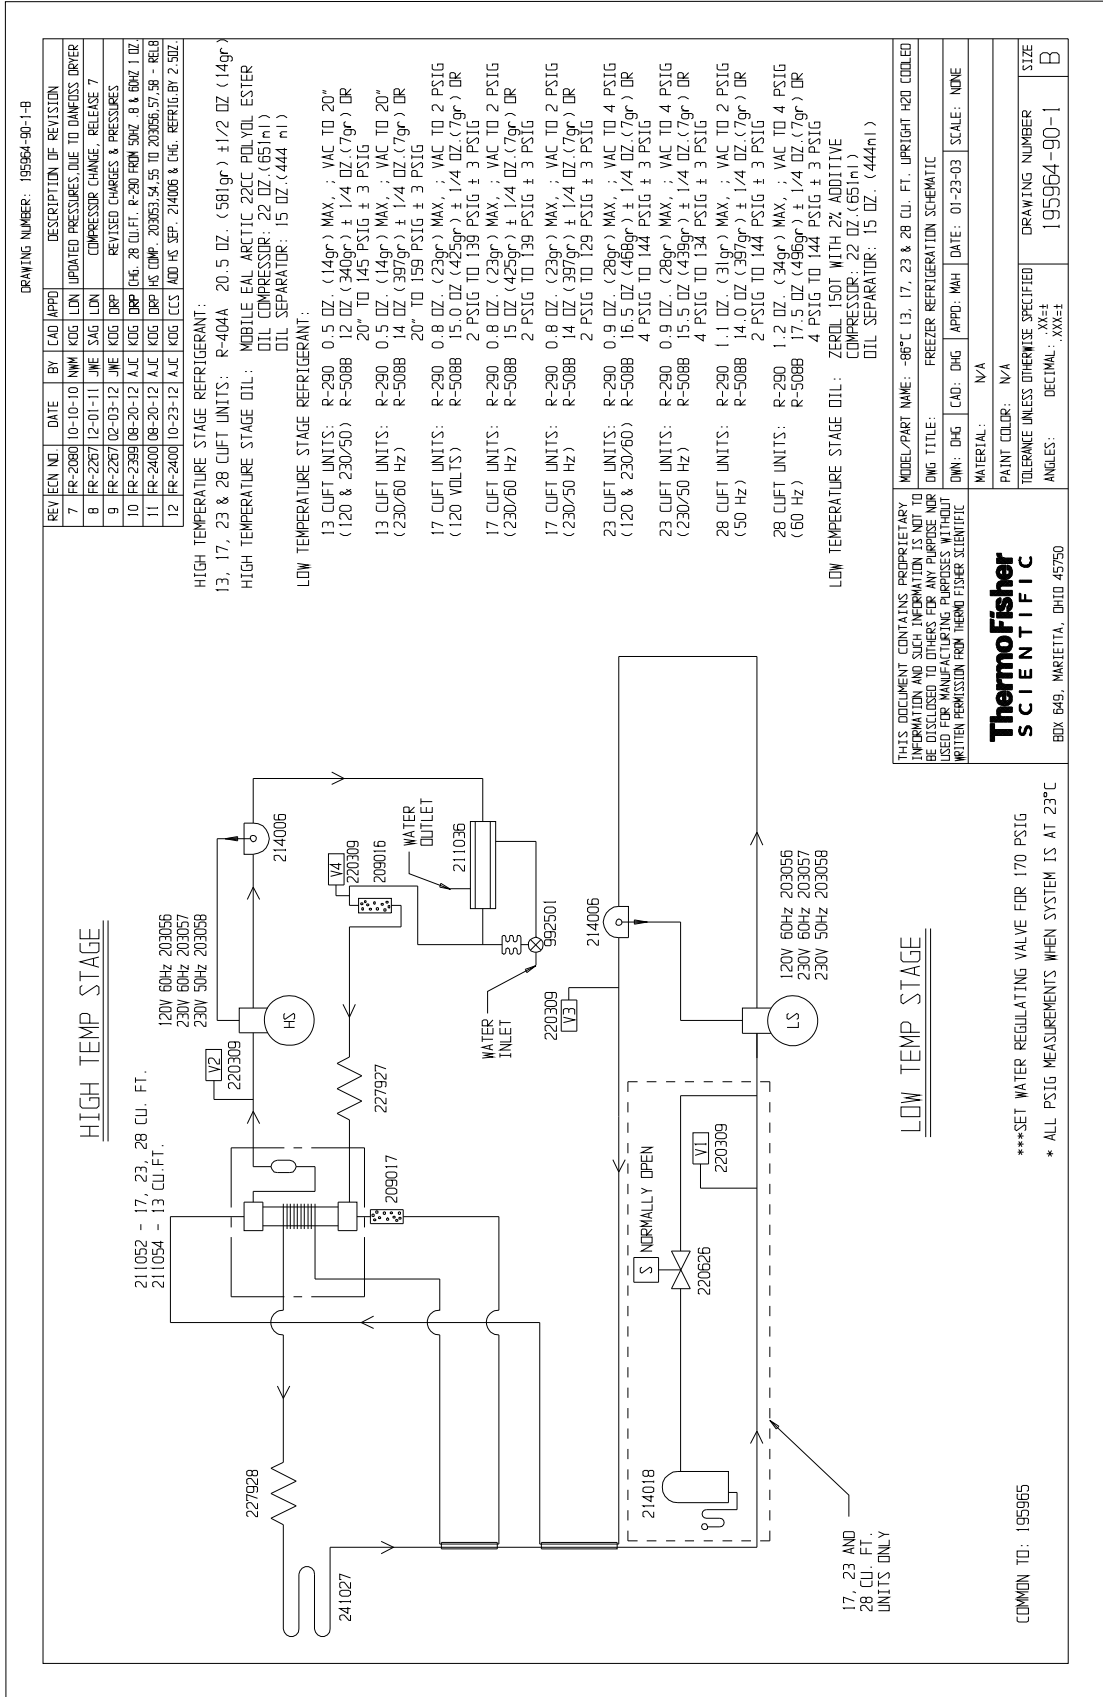 DRAWING NUMBER: 195964-90-1-B
REV ECN NO. DATE BY CAD APPD DESCRIPTION OF REVISION
7 FR-2080 10-10-10 NWM KDG LDN UPDATED PRESSURES,DUE TO DANFOSS DRYER
8 FR-2267 12-01-11 JWE SAG LDN COMPRESSOR CHANGE, RELEASE 7
9 FR-2267 02-03-12 JWE KDG DRP REVISED CHARGES & PRESSURES
10 FR-2399 08-20-12 AJC KDG DRP CHG. 28 CU.FT. R-290 FROM 50HZ .8 & 60HZ 1 OZ.
11 FR-2400 08-20-12 AJC KDG DRP HS COMP. 203053,54,55 TO 203056,57,58 - REL8
12 FR-2400 10-23-12 AJC KDG CCS ADD HS SEP. 214006 & CHG. REFRIG.BY 2.5OZ.
HIGH TEMPERATURE STAGE REFRIGERANT:
13, 17, 23 & 28 CUFT UNITS: R-404A 20.5 OZ. (581gr) ±1/2 OZ (14gr)
HIGH TEMPERATURE STAGE OIL: MOBILE EAL ARCTIC 22CC POLYOL ESTER
OIL COMPRESSOR: 22 OZ.(651ml)
OIL SEPARATOR: 15 OZ.(444 ml)
LOW TEMPERATURE STAGE REFRIGERANT:
13 CUFT UNITS: R-290 0.5 OZ. (14gr) MAX, ; VAC TO 20"
(120 & 230/50) R-508B 12 OZ (340gr) ± 1/4 OZ.(7gr) OR
20" TO 145 PSIG ± 3 PSIG
13 CUFT UNITS: R-290 0.5 OZ. (14gr) MAX, ; VAC TO 20"
(230/60 Hz) R-508B 14 OZ (397gr) ± 1/4 OZ.(7gr) OR
20" TO 159 PSIG ± 3 PSIG
17 CUFT UNITS: R-290 0.8 OZ. (23gr) MAX, ; VAC TO 2 PSIG
(120 VOLTS) R-508B 15.0 OZ (425gr) ± 1/4 OZ.(7gr) OR
2 PSIG TO 139 PSIG ± 3 PSIG
17 CUFT UNITS: R-290 0.8 OZ. (23gr) MAX, ; VAC TO 2 PSIG
(230/60 Hz) R-508B 15 OZ (425gr) ± 1/4 OZ.(7gr) OR
2 PSIG TO 139 PSIG ± 3 PSIG
17 CUFT UNITS: R-290 0.8 OZ. (23gr) MAX, ; VAC TO 2 PSIG
(230/50 Hz) R-508B 14 OZ (397gr) ± 1/4 OZ.(7gr) OR
2 PSIG TO 129 PSIG ± 3 PSIG
23 CUFT UNITS: R-290 0.9 OZ. (28gr) MAX, ; VAC TO 4 PSIG
(120 & 230/60) R-508B 16.5 OZ (468gr) ± 1/4 OZ.(7gr) OR
4 PSIG TO 144 PSIG ± 3 PSIG
23 CUFT UNITS: R-290 0.9 OZ. (28gr) MAX, ; VAC TO 4 PSIG
(230/50 Hz) R-508B 15.5 OZ (439gr) ± 1/4 OZ.(7gr) OR
4 PSIG TO 134 PSIG ± 3 PSIG
28 CUFT UNITS: R-290 1.1 OZ. (31gr) MAX, ; VAC TO 2 PSIG
(50 Hz) R-508B 14.0 OZ (397gr) ± 1/4 OZ.(7gr) OR
2 PSIG TO 144 PSIG ± 3 PSIG
28 CUFT UNITS: R-290 1.2 OZ. (34gr) MAX, ; VAC TO 4 PSIG
(60 Hz) R-508B 17.5 OZ (496gr) ± 1/4 OZ.(7gr) OR
4 PSIG TO 144 PSIG ± 3 PSIG
LOW TEMPERATURE STAGE OIL: ZEROL 150T WITH 2% ADDITIVE
COMPRESSOR: 22 OZ.(651ml)
OIL SEPARATOR: 15 OZ. (444ml)
HIGH TEMP STAGE
211052 - 17, 23, 28 CU. FT.
211054 - 13 CU.FT.
120V 60Hz 203056
230V 60Hz 203057
230V 50Hz 203058
V2
220309
HS
214006
V4
220309
209016
WATER
OUTLET
211036
992501
WATER
INLET
227927
209017
227928
241027
214006
220309
V3
LS
120V 60Hz 203056
230V 60Hz 203057
230V 50Hz 203058
S NORMALLY OPEN
220626
V1
220309
214018
17, 23 AND
28 CU. FT.
UNITS ONLY
LOW TEMP STAGE
***SET WATER REGULATING VALVE FOR 170 PSIG
* ALL PSIG MEASUREMENTS WHEN SYSTEM IS AT 23°C
COMMON TO: 195965
THIS DOCUMENT CONTAINS PROPRIETARY
INFORMATION AND SUCH INFORMATION IS NOT TO
BE DISCLOSED TO OTHERS FOR ANY PURPOSE NOR
USED FOR MANUFACTURING PURPOSES WITHOUT
WRITTEN PERMISSION FROM THERMO FISHER SCIENTIFIC
ThermoFisher
SCIENTIFIC
BOX 649, MARIETTA, OHIO 45750
MODEL/PART NAME: -86°C 13, 17, 23 & 28 CU. FT. UPRIGHT H2O COOLED
DWG TITLE: FREEZER REFRIGERATION SCHEMATIC
DWN: DHG CAD: DHG APPD: MAH DATE: 01-23-03 SCALE: NONE
MATERIAL: N/A
PAINT COLOR: N/A
TOLERANCE UNLESS OTHERWISE SPECIFIED
ANGLES: DECIMAL: .XX=±
.XXX=±
DRAWING NUMBER
195964-90-1
SIZE
B